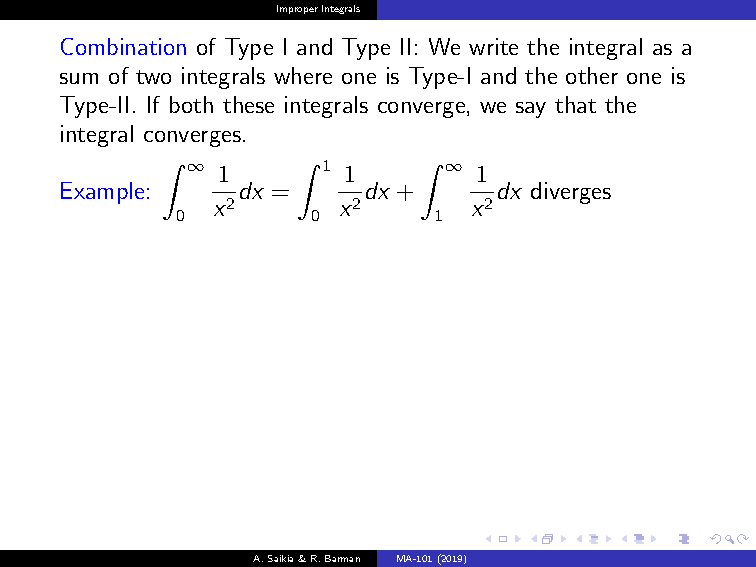 Improper Integrals
Combination of Type I and Type II: We write the integral as a
sum of two integrals where one is Type-I and the other one is
Type-II. If both these integrals converge, we say that the
integral converges.
Example: ∫₀^∞ 1/x² dx = ∫₀^1 1/x² dx + ∫₁^∞ 1/x² dx diverges
A. Saikia & R. Barman MA-101 (2019)